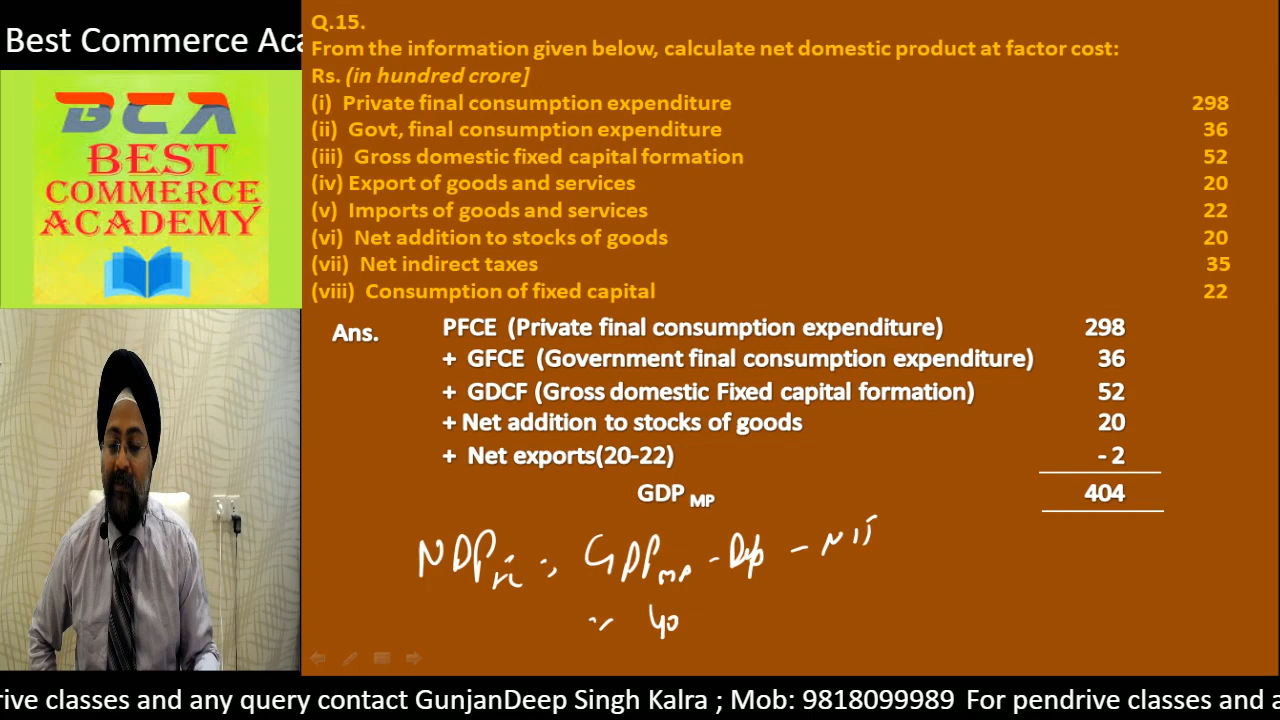 Best Commerce Aca
BCA
BEST
COMMERCE
ACADEMY
Q.15.
From the information given below, calculate net domestic product at factor cost:
Rs. (in hundred crore]
(i) Private final consumption expenditure 298
(ii) Govt, final consumption expenditure 36
(iii) Gross domestic fixed capital formation 52
(iv) Export of goods and services 20
(v) Imports of goods and services 22
(vi) Net addition to stocks of goods 20
(vii) Net indirect taxes 35
(viii) Consumption of fixed capital 22
Ans. PFCE (Private final consumption expenditure) 298
+ GFCE (Government final consumption expenditure) 36
+ GDCF (Gross domestic Fixed capital formation) 52
+ Net addition to stocks of goods 20
+ Net exports(20-22) - 2
GDP MP 404
NDP FC = GDP MP - Dep - NIT
= 40
rive classes and any query contact GunjanDeep Singh Kalra ; Mob: 9818099989 For pendrive classes and a